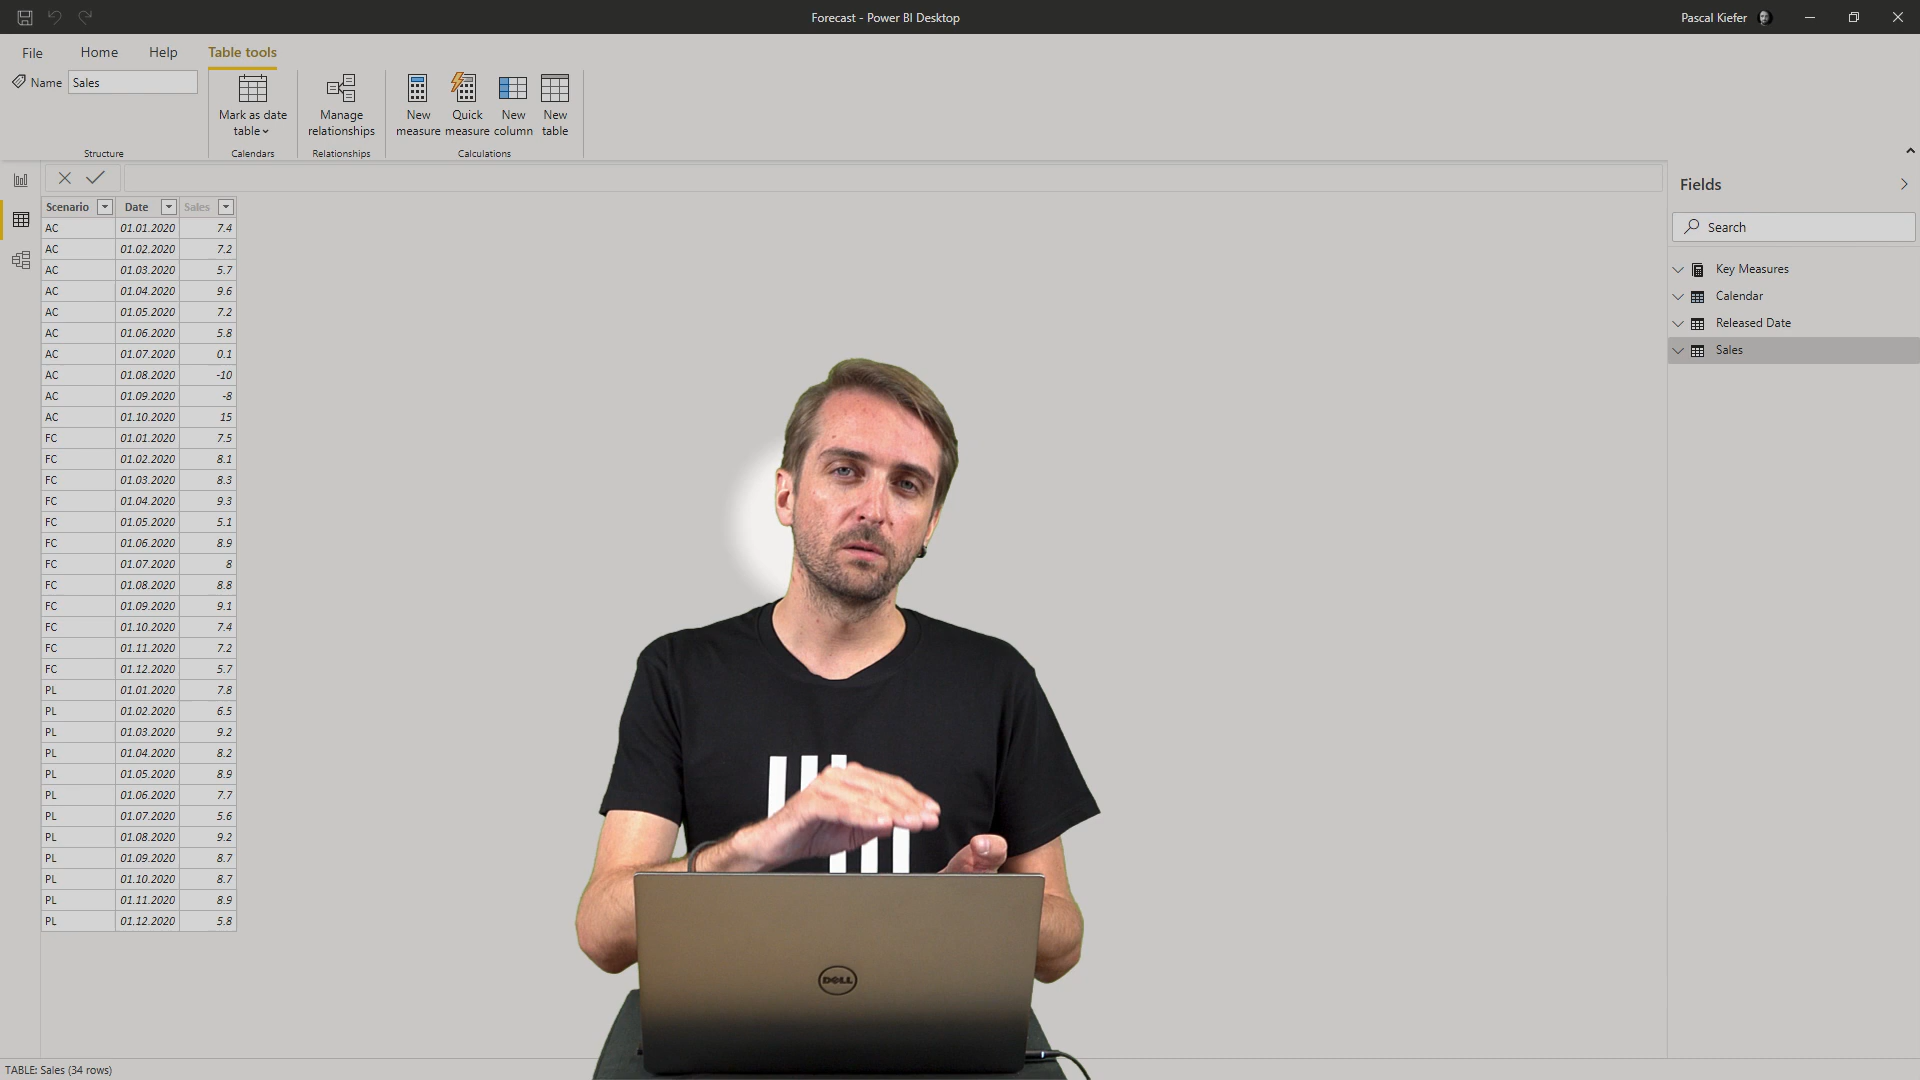 Forecast - Power BI Desktop
Pascal Kiefer
File Home Help Table tools
Name Sales
Mark as date table
Manage relationships
New measure
Quick measure
New column
New table
Structure Calendars Relationships Calculations
Fields
Search
Key Measures
Calendar
Released Date
Sales
Scenario Date Sales
AC 01.01.2020 7.4
AC 01.02.2020 7.2
AC 01.03.2020 5.7
AC 01.04.2020 9.6
AC 01.05.2020 7.2
AC 01.06.2020 5.8
AC 01.07.2020 0.1
AC 01.08.2020 -10
AC 01.09.2020 -8
AC 01.10.2020 15
FC 01.01.2020 7.5
FC 01.02.2020 8.1
FC 01.03.2020 8.3
FC 01.04.2020 9.3
FC 01.05.2020 5.1
FC 01.06.2020 8.9
FC 01.07.2020 8
FC 01.08.2020 8.8
FC 01.09.2020 9.1
FC 01.10.2020 7.4
FC 01.11.2020 7.2
FC 01.12.2020 5.7
PL 01.01.2020 7.8
PL 01.02.2020 6.5
PL 01.03.2020 9.2
PL 01.04.2020 8.2
PL 01.05.2020 8.9
PL 01.06.2020 7.7
PL 01.07.2020 5.6
PL 01.08.2020 9.2
PL 01.09.2020 8.7
PL 01.10.2020 8.7
PL 01.11.2020 8.9
PL 01.12.2020 5.8
DELL
TABLE: Sales (34 rows)